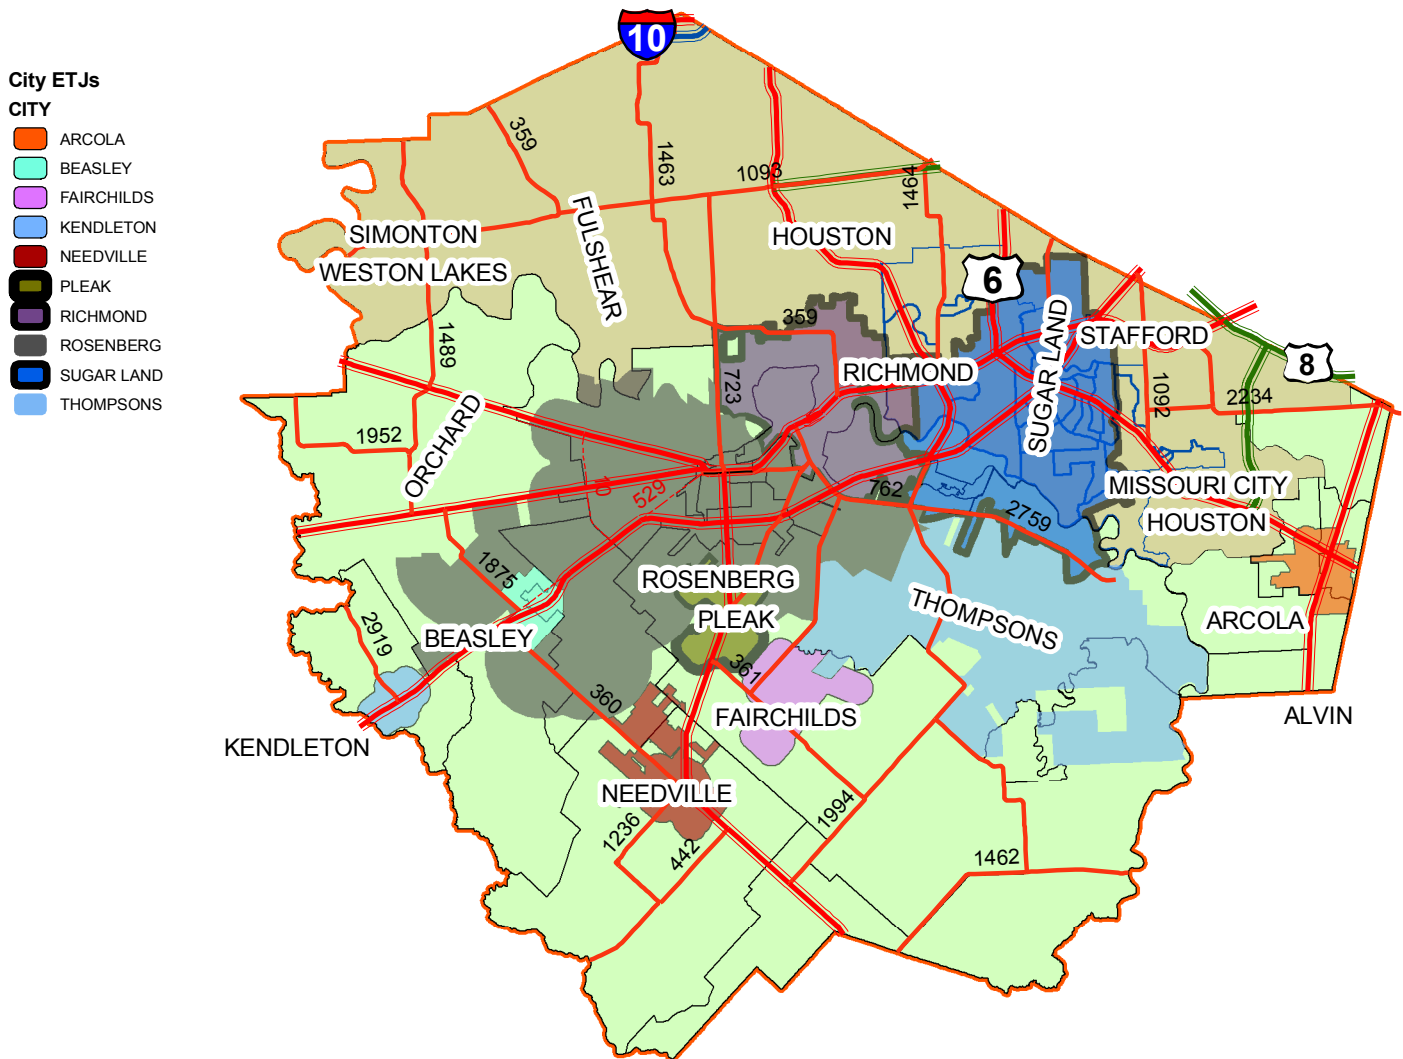 City ETJs
CITY
ARCOLA
BEASLEY
FAIRCHILDS
KENDLETON
NEEDVILLE
PLEAK
RICHMOND
ROSENBERG
SUGAR LAND
THOMPSONS
10
359
1463
1093
1464
SIMONTON
FULSHEAR
HOUSTON
WESTON LAKES
6
359
1489
SUGAR LAND
STAFFORD
8
RICHMOND
723
1092
2234
1952
ORCHARD
10
529
762
MISSOURI CITY
2759
HOUSTON
1875
ROSENBERG
THOMPSONS
2919
BEASLEY
PLEAK
ARCOLA
361
360
FAIRCHILDS
ALVIN
KENDLETON
NEEDVILLE
1994
1236
442
1462